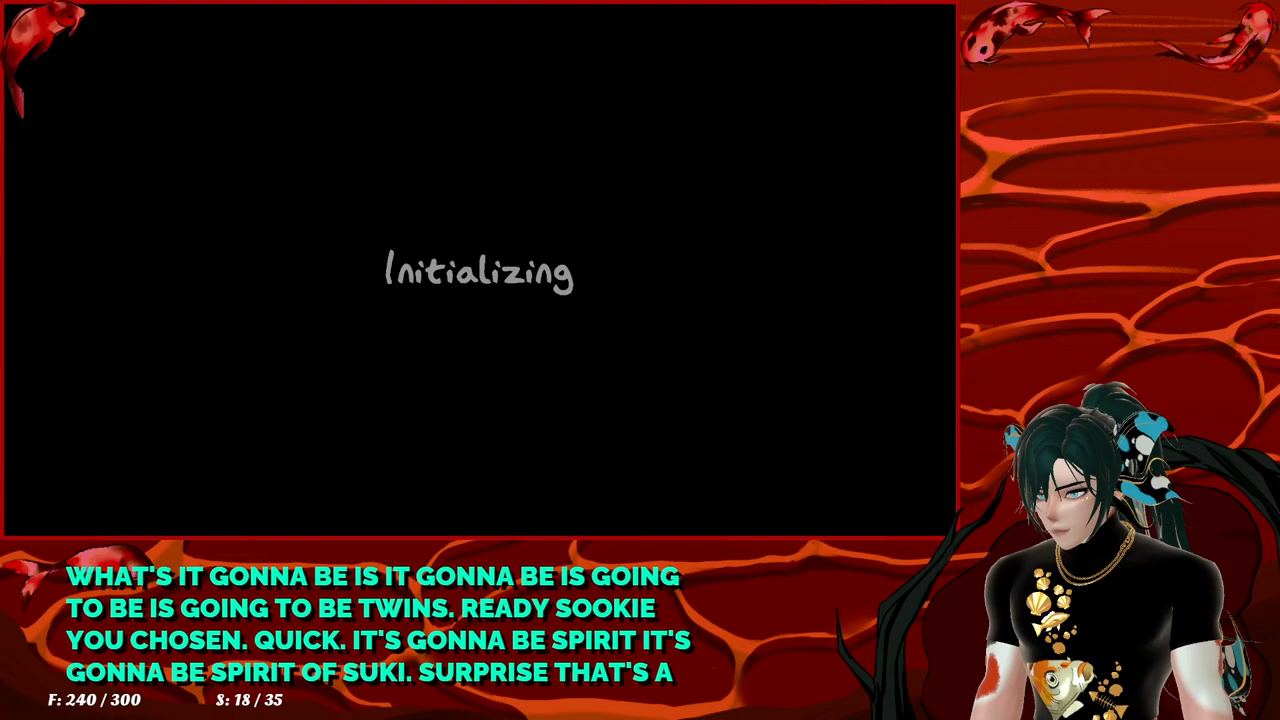 Initializing
WHAT'S IT GONNA BE IS IT GONNA BE IS GOING
TO BE IS GOING TO BE TWINS. READY SOOKIE
YOU CHOSEN. QUICK. IT'S GONNA BE SPIRIT IT'S
GONNA BE SPIRIT OF SUKI. SURPRISE THAT'S A
F: 240 / 300 S: 18 / 35